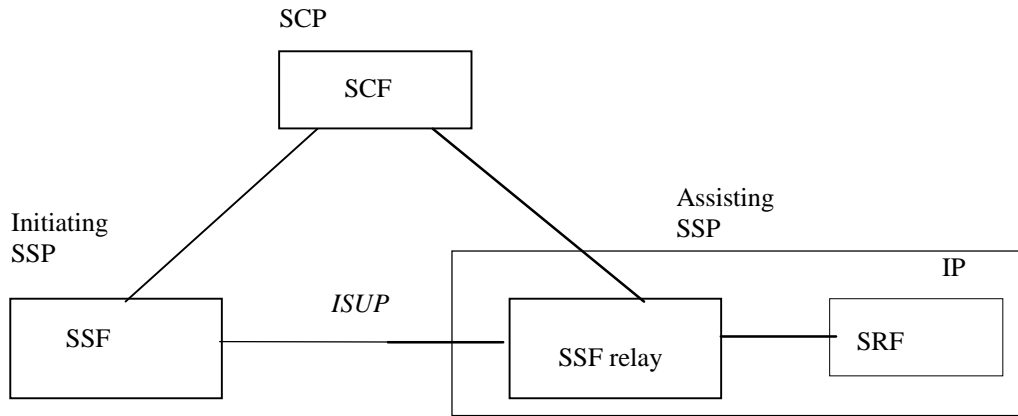 SCP
SCF
Initiating
SSP
Assisting
SSP
IP
ISUP
SSF
SSF relay
SRF